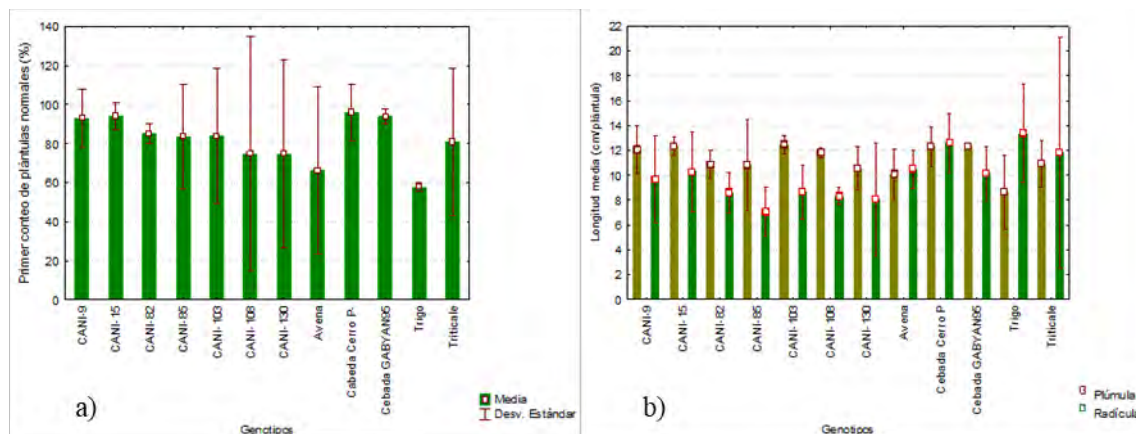 Primer conteo de plántulas normales (%)
140
120
100
80
60
40
20
0
CANI-9
CANI- 15
CANI-82
CANI-85
CANI- 103
CANI- 108
CANI- 130
Avena
Cabeda Cerro P-
Cebada GABYAN95
Trigo
Triticale
a)
Genotipos
Media
Desv. Estándar
Longitud media (cm/plántula)
22
20
18
16
14
12
10
8
6
4
2
0
CANI-9
CANI- 15
CANI-82
CANI-85
CANI- 103
CANI- 108
CANI- 130
Avena
Cebada Cerro P
Cebada GABYAN95
Trigo
Triticale
b)
Genotipos
Plúmula
Radícula